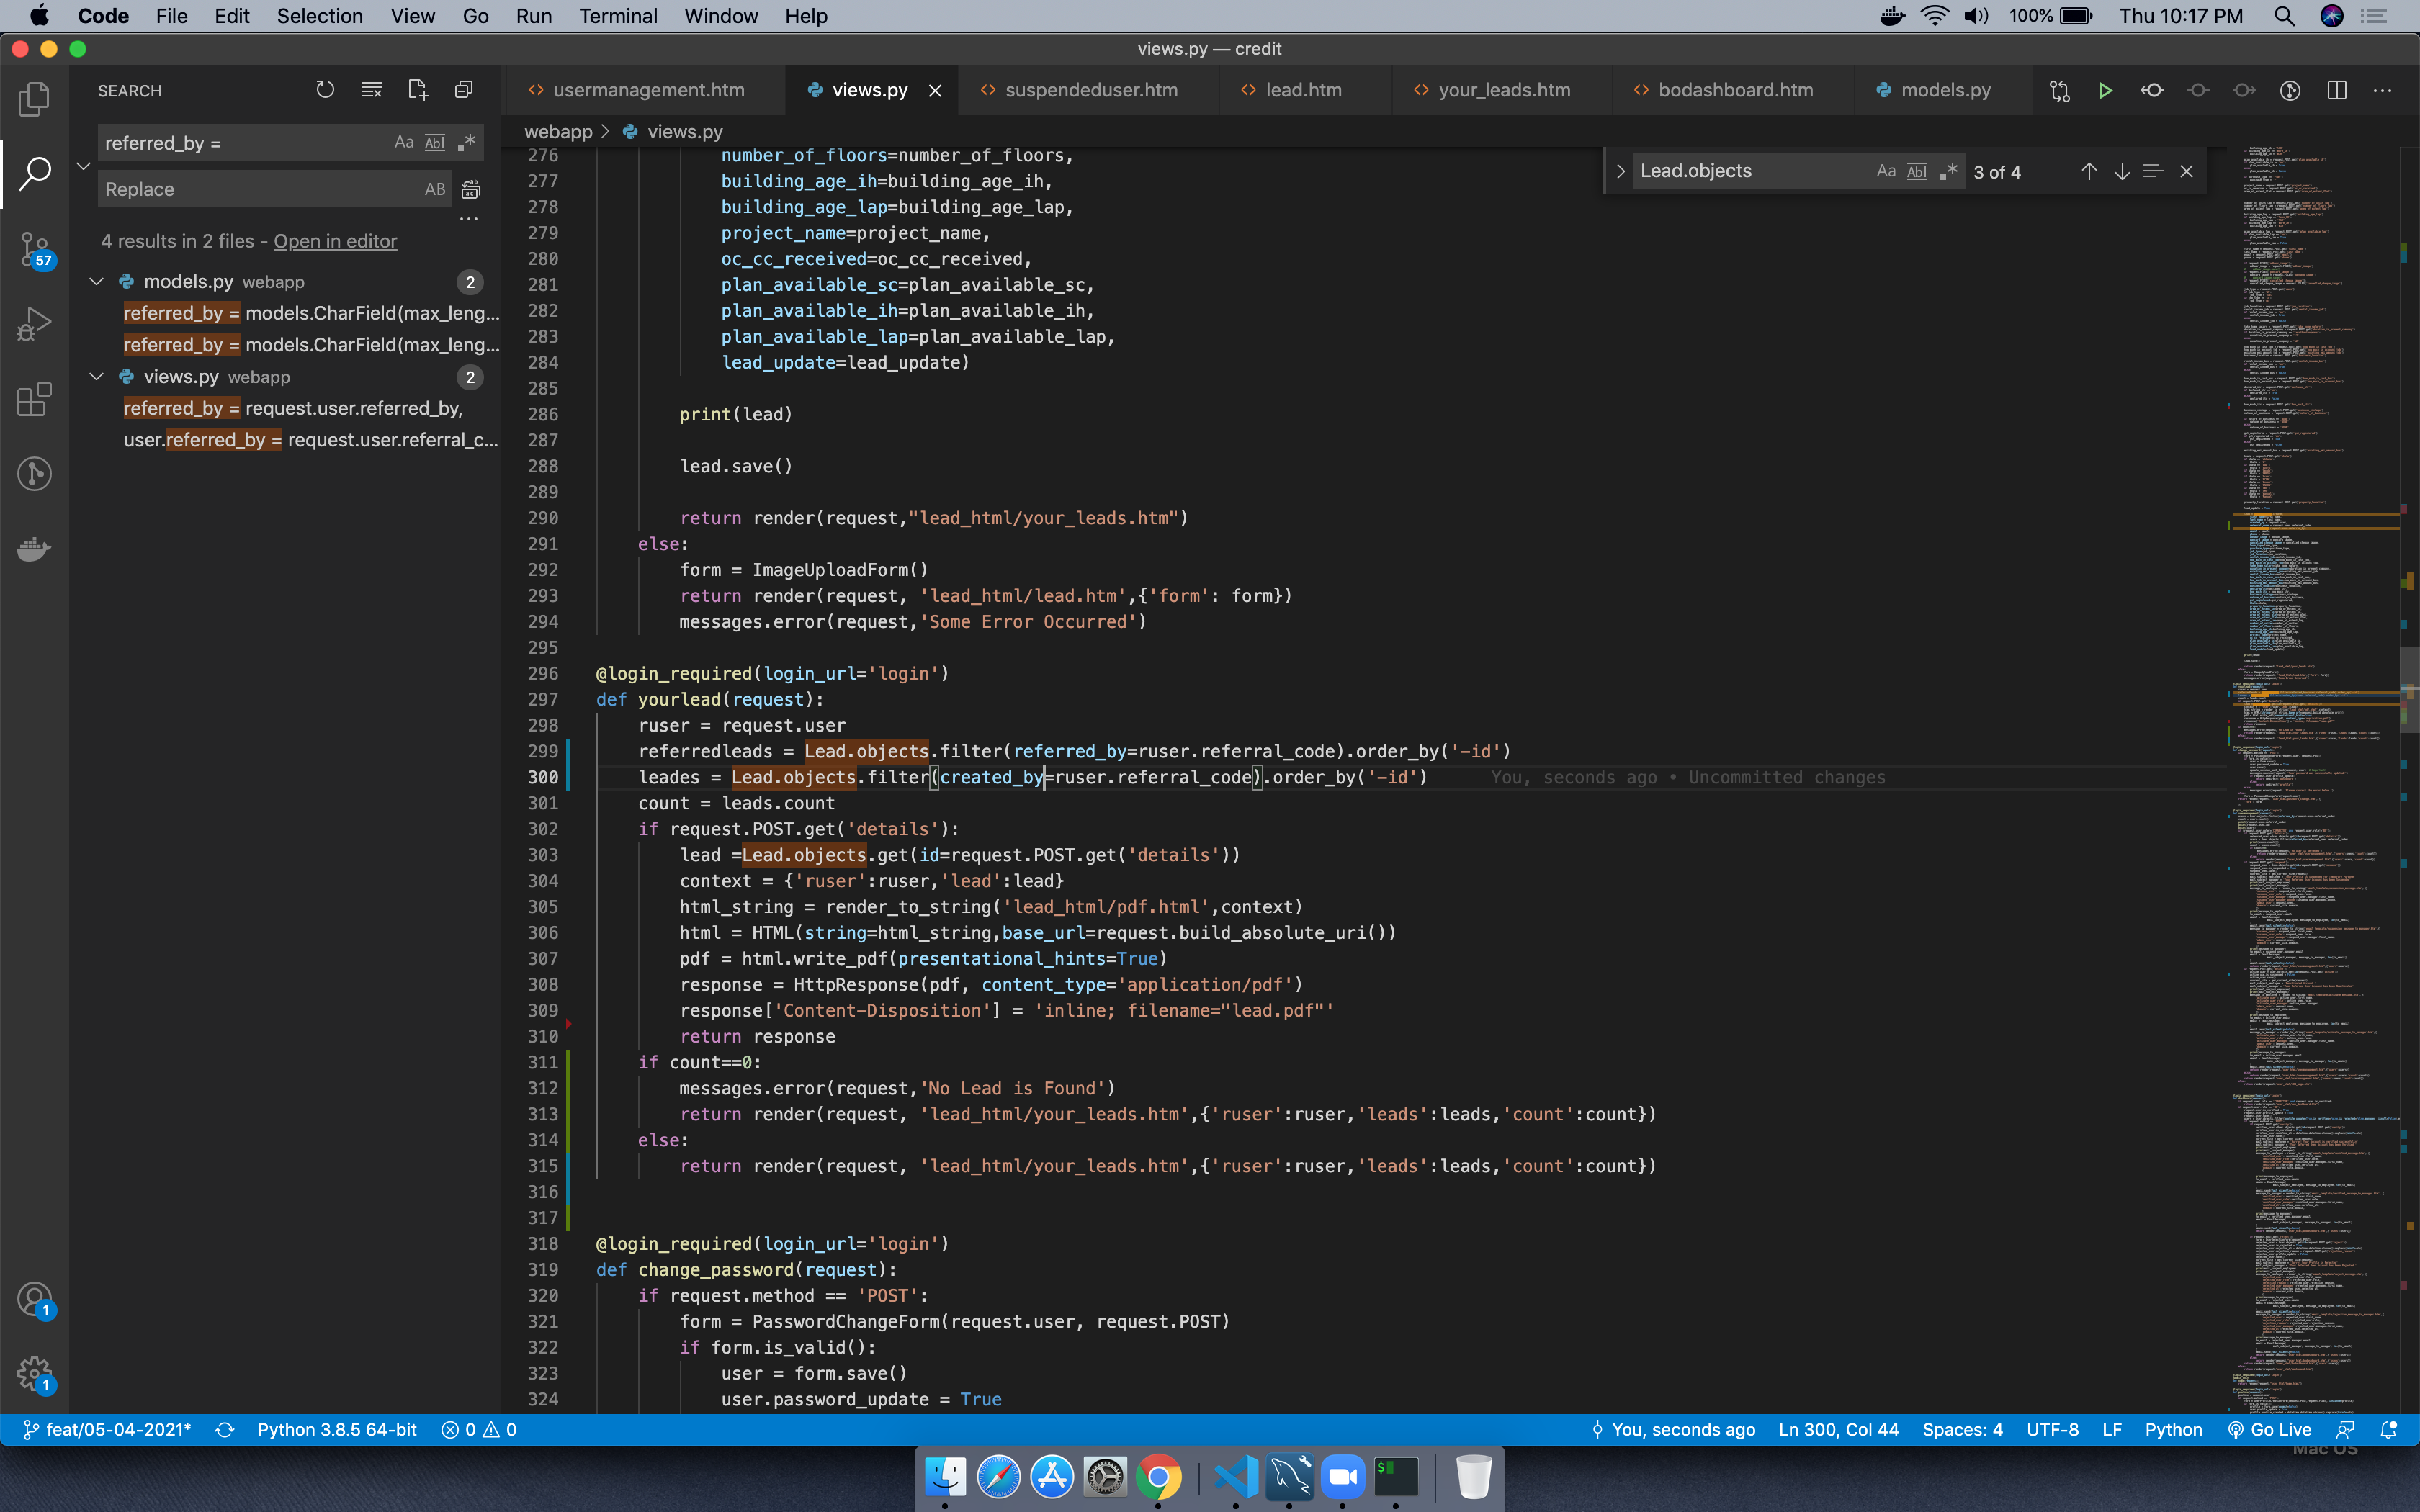 Code File Edit Selection View Go Run Terminal Window Help 100% Thu 10:17 PM
views.py — credit
SEARCH
usermanagement.htm views.py suspendeduser.htm lead.htm your_leads.htm bodashboard.htm models.py
referred_by =
Aa Abl .*
Replace
AB
4 results in 2 files - Open in editor
models.py webapp 2
referred_by = models.CharField(max_leng...
referred_by = models.CharField(max_leng...
views.py webapp 2
referred_by = request.user.referred_by,
user.referred_by = request.user.referral_c...
57
1
1
webapp > views.py
Lead.objects Aa Abl .* 3 of 4
276 number_of_floors=number_of_floors,
277 building_age_ih=building_age_ih,
278 building_age_lap=building_age_lap,
279 project_name=project_name,
280 oc_cc_received=oc_cc_received,
281 plan_available_sc=plan_available_sc,
282 plan_available_ih=plan_available_ih,
283 plan_available_lap=plan_available_lap,
284 lead_update=lead_update)
285
286 print(lead)
287
288 lead.save()
289
290 return render(request,"lead_html/your_leads.htm")
291 else:
292 form = ImageUploadForm()
293 return render(request, 'lead_html/lead.htm',{'form': form})
294 messages.error(request,'Some Error Occurred')
295
296 @login_required(login_url='login')
297 def yourlead(request):
298 ruser = request.user
299 referredleads = Lead.objects.filter(referred_by=ruser.referral_code).order_by('-id')
300 leades = Lead.objects.filter(created_by=ruser.referral_code).order_by('-id') You, seconds ago • Uncommitted changes
301 count = leads.count
302 if request.POST.get('details'):
303 lead =Lead.objects.get(id=request.POST.get('details'))
304 context = {'ruser':ruser,'lead':lead}
305 html_string = render_to_string('lead_html/pdf.html',context)
306 html = HTML(string=html_string,base_url=request.build_absolute_uri())
307 pdf = html.write_pdf(presentational_hints=True)
308 response = HttpResponse(pdf, content_type='application/pdf')
309 response['Content-Disposition'] = 'inline; filename="lead.pdf"'
310 return response
311 if count==0:
312 messages.error(request,'No Lead is Found')
313 return render(request, 'lead_html/your_leads.htm',{'ruser':ruser,'leads':leads,'count':count})
314 else:
315 return render(request, 'lead_html/your_leads.htm',{'ruser':ruser,'leads':leads,'count':count})
316
317
318 @login_required(login_url='login')
319 def change_password(request):
320 if request.method == 'POST':
321 form = PasswordChangeForm(request.user, request.POST)
322 if form.is_valid():
323 user = form.save()
324 user.password_update = True
feat/05-04-2021* Python 3.8.5 64-bit 0 0 You, seconds ago Ln 300, Col 44 Spaces: 4 UTF-8 LF Python Go Live
Mac OS
$